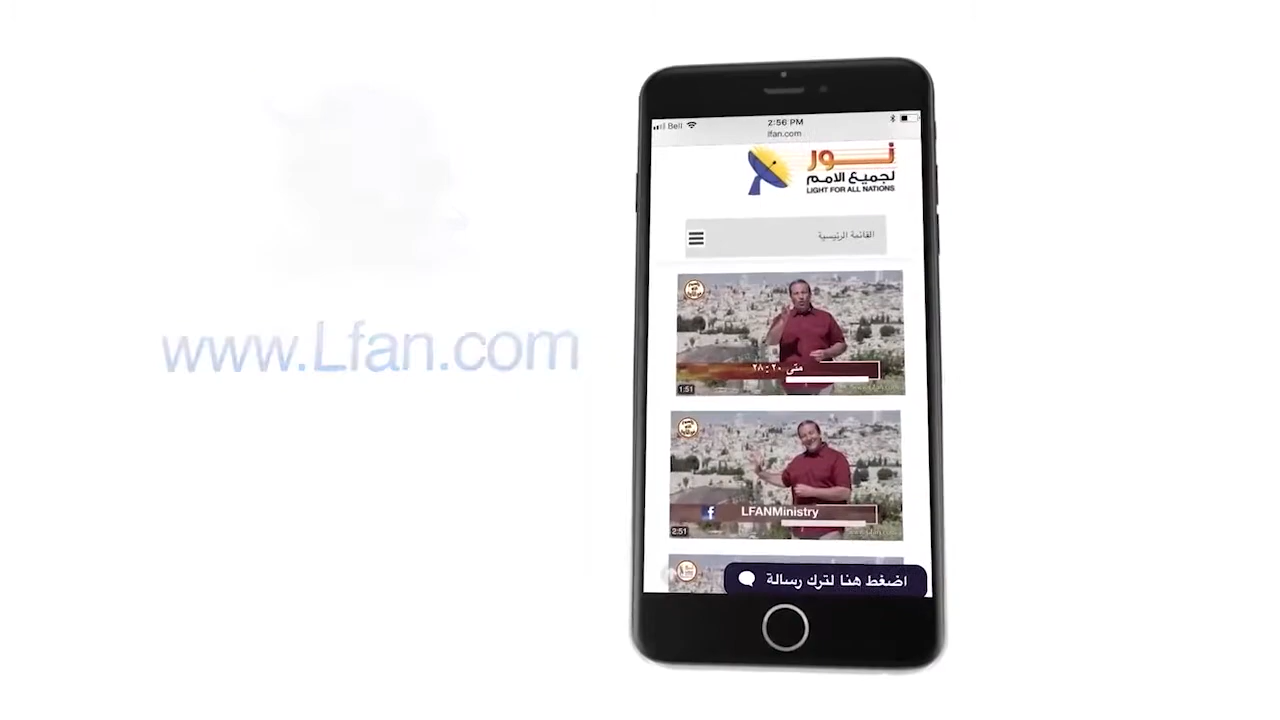 www.Lfan.com
Bell
2:56 PM
lfan.com
نور
لجميع الامم
LIGHT FOR ALL NATIONS
القائمة الرئيسية
متى ٢٠ : ٢٨
1:51
LFANMinistry
2:51
اضغط هنا لترك رسالة